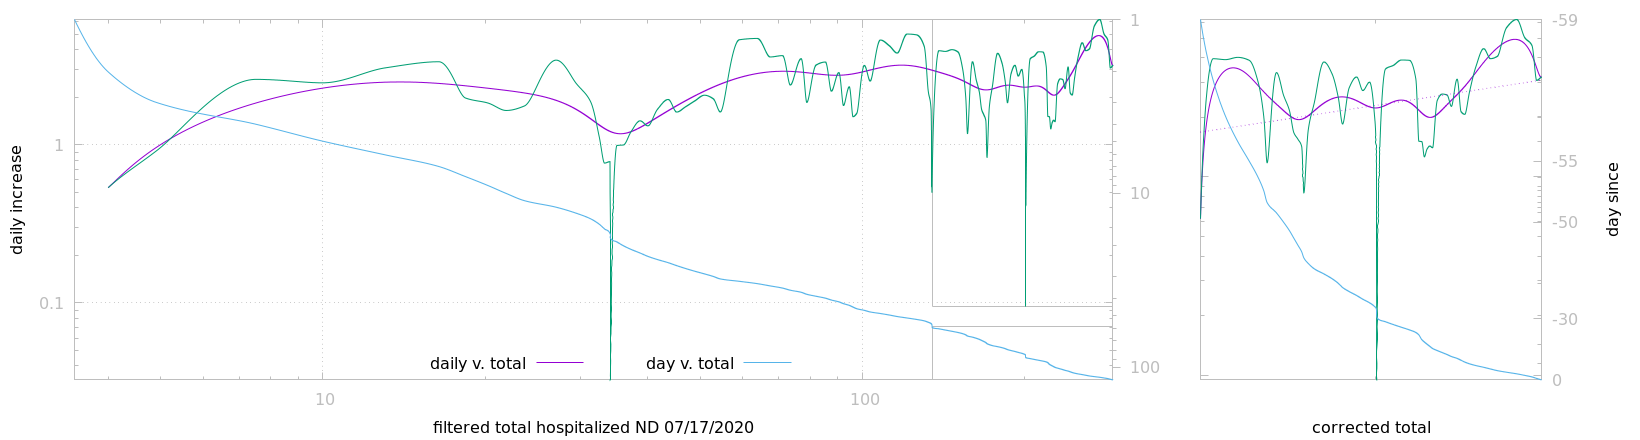 1
-59
daily increase
1
10
-55
-50
day since
0.1
-30
daily v. total
day v. total
100
0
10
100
filtered total hospitalized ND 07/17/2020
corrected total